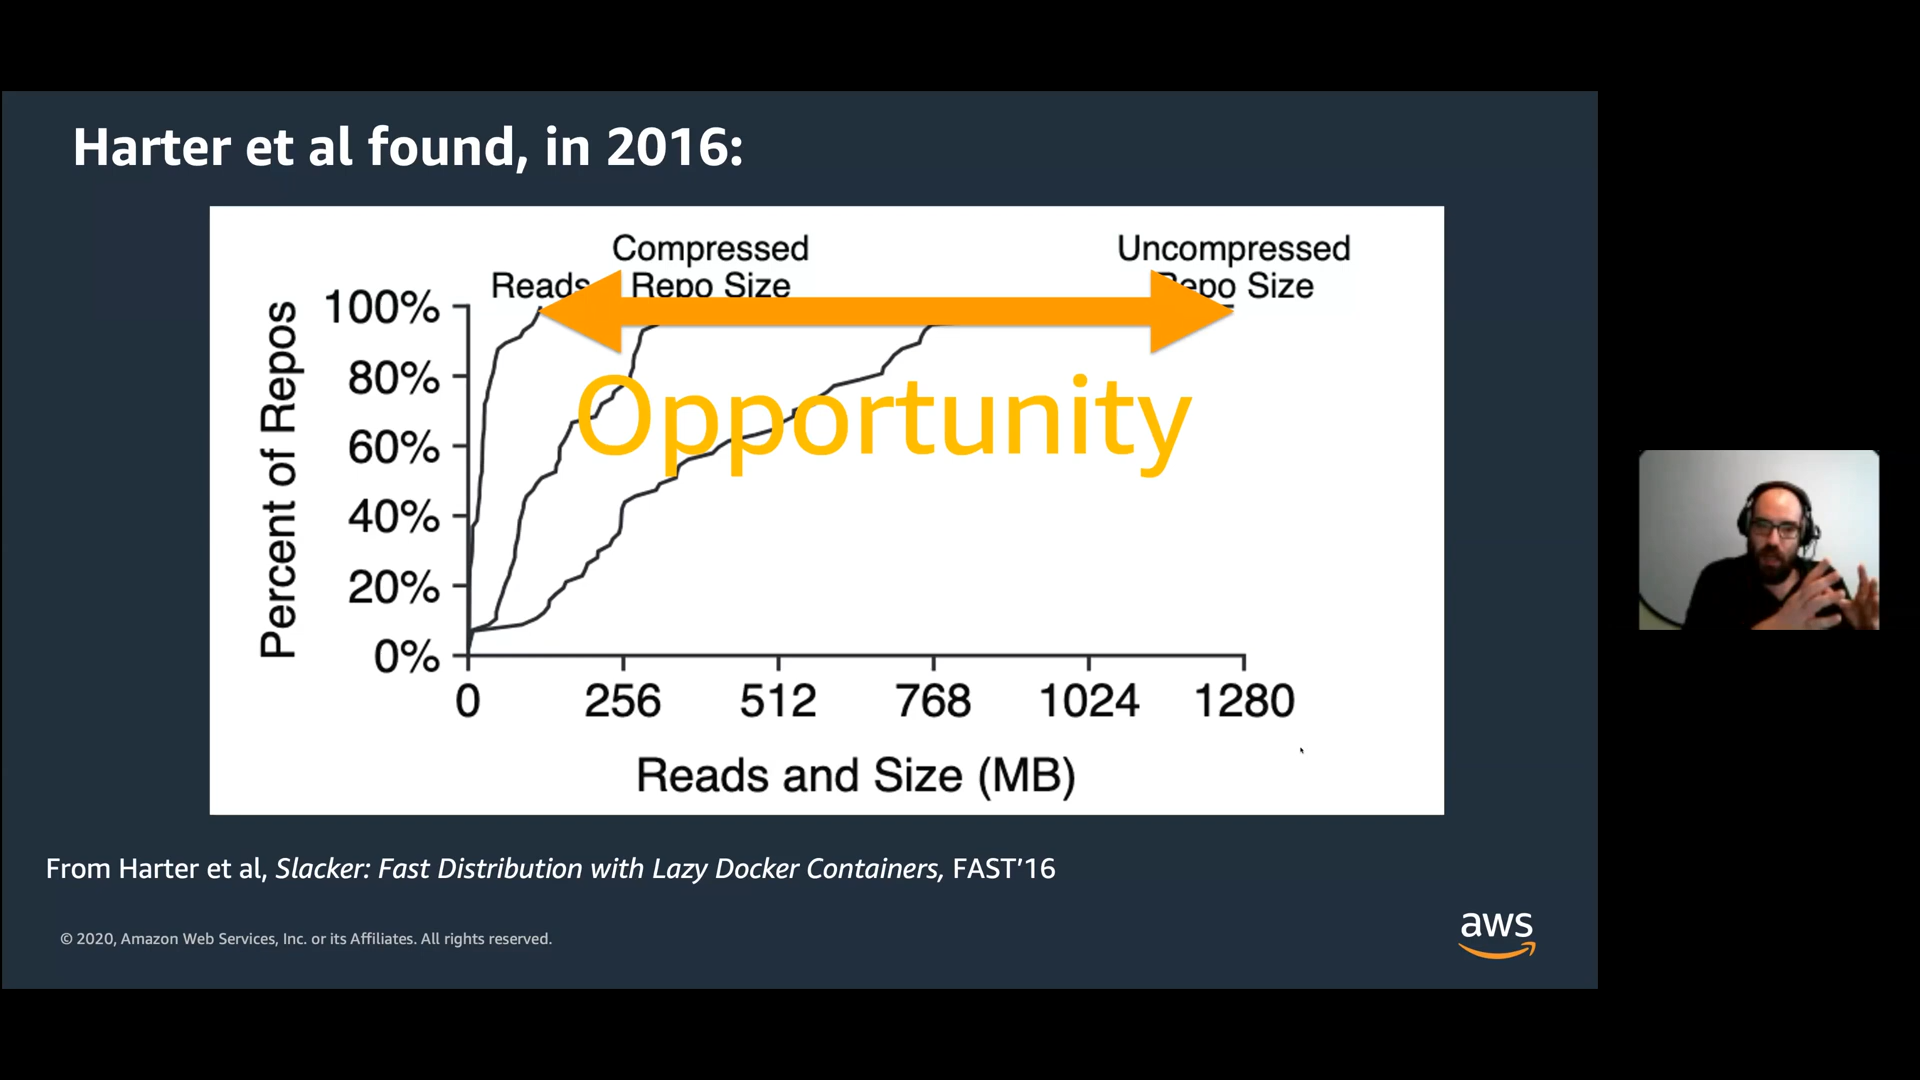 Harter et al found, in 2016:
Compressed
Repo Size
Uncompressed
Repo Size
Reads
Opportunity
Percent of Repos
100%
80%
60%
40%
20%
0%
0 256 512 768 1024 1280
Reads and Size (MB)
From Harter et al, Slacker: Fast Distribution with Lazy Docker Containers, FAST'16
© 2020, Amazon Web Services, Inc. or its Affiliates. All rights reserved.
aws